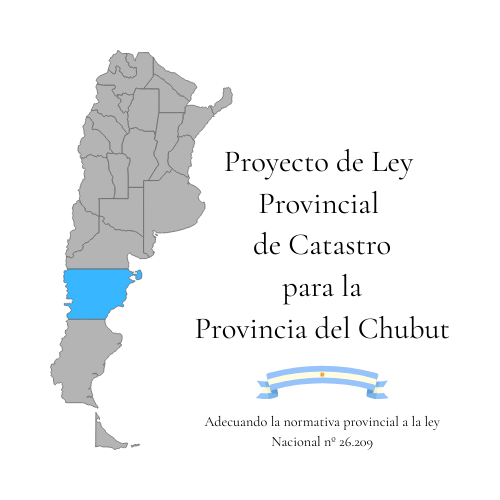 Proyecto de Ley
Provincial
de Catastro
para la
Provincia del Chubut
Adecuando la normativa provincial a la ley
Nacional nº 26.209